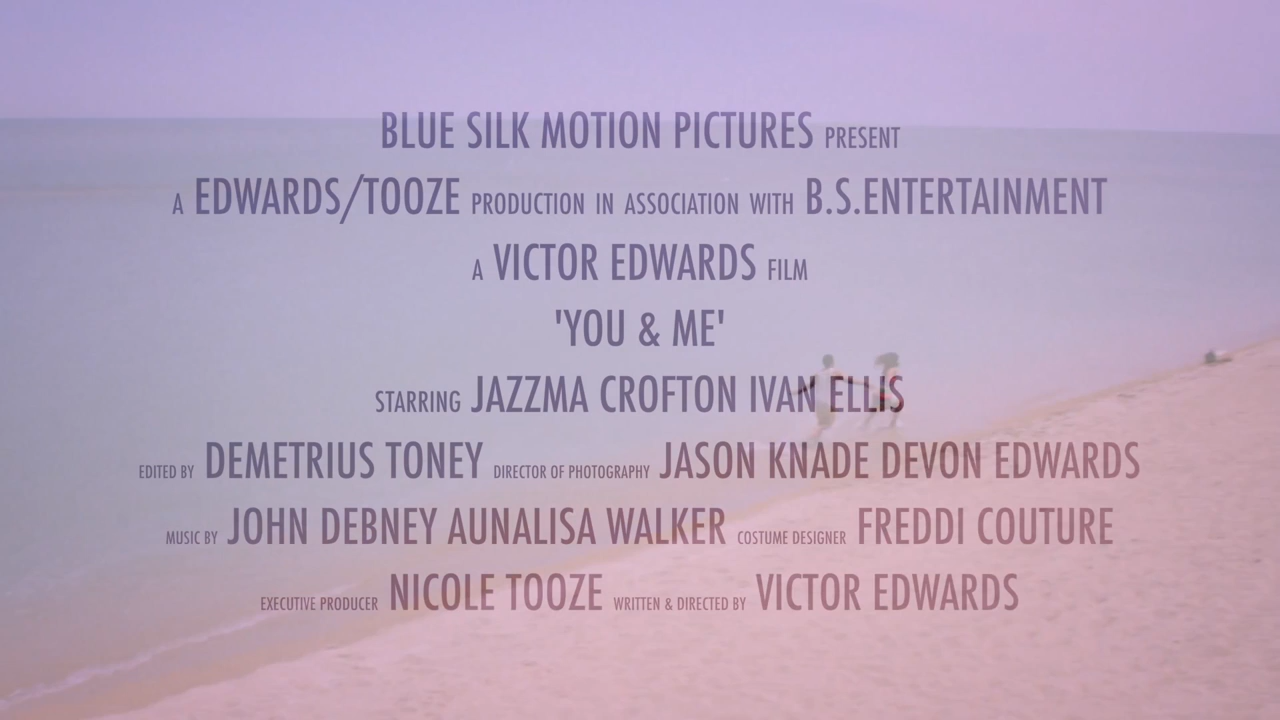 BLUE SILK MOTION PICTURES PRESENT
A EDWARDS/TOOZE PRODUCTION IN ASSOCIATION WITH B.S.ENTERTAINMENT
A VICTOR EDWARDS FILM
'YOU & ME'
STARRING JAZZMA CROFTON IVAN ELLIS
EDITED BY DEMETRIUS TONEY DIRECTOR OF PHOTOGRAPHY JASON KNADE DEVON EDWARDS
MUSIC BY JOHN DEBNEY AUNALISA WALKER COSTUME DESIGNER FREDDI COUTURE
EXECUTIVE PRODUCER NICOLE TOOZE WRITTEN & DIRECTED BY VICTOR EDWARDS